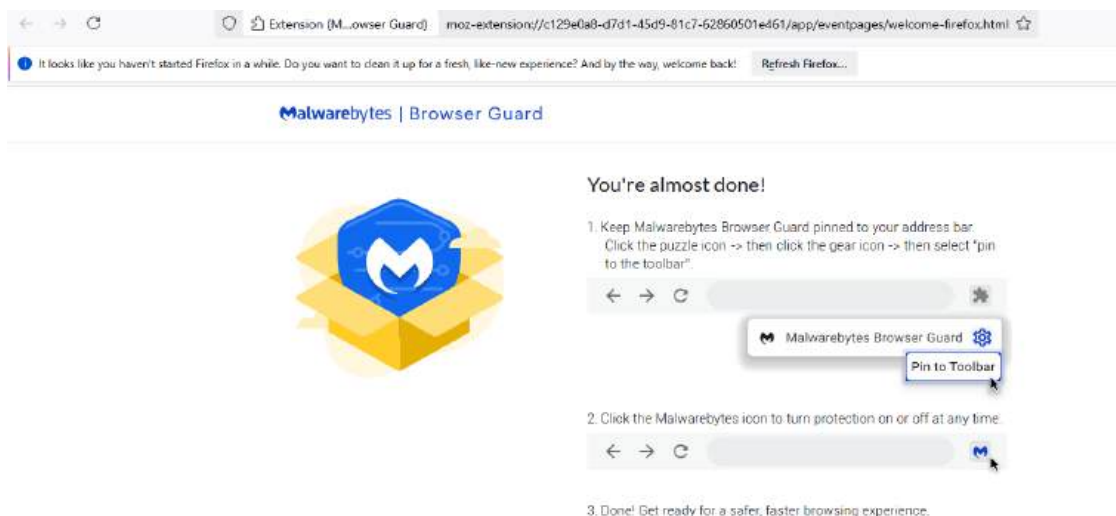 Extension (M...owser Guard) moz-extension://c129e0a8-d7d1-45d9-81c7-62860501e461/app/eventpages/welcome-firefox.html
It looks like you haven't started Firefox in a while. Do you want to clean it up for a fresh, like-new experience? And by the way, welcome back! Refresh Firefox...
Malwarebytes | Browser Guard
You're almost done!
1. Keep Malwarebytes Browser Guard pinned to your address bar.
Click the puzzle icon -> then click the gear icon -> then select "pin
to the toolbar".
Malwarebytes Browser Guard
Pin to Toolbar
2. Click the Malwarebytes icon to turn protection on or off at any time.
3. Done! Get ready for a safer, faster browsing experience.